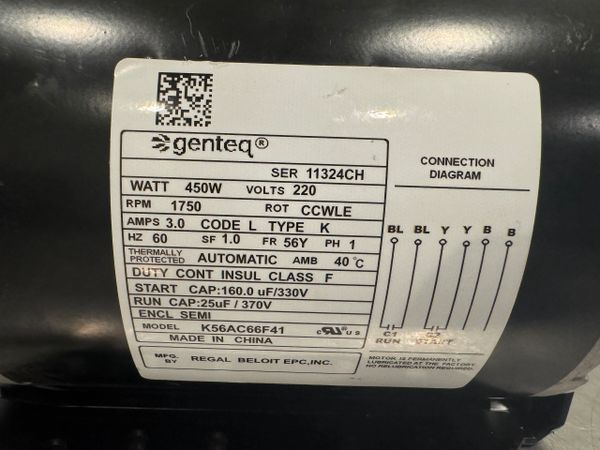 genteq®
SER 11324CH
WATT 450W VOLTS 220
RPM 1750 ROT CCWLE
AMPS 3.0 CODE L TYPE K
HZ 60 SF 1.0 FR 56Y PH 1
THERMALLY PROTECTED AUTOMATIC AMB 40 °C
DUTY CONT INSUL CLASS F
START CAP:160.0 uF/330V
RUN CAP:25uF / 370V
ENCL SEMI
MODEL K56AC66F41 c RU US
MADE IN CHINA
MFG. BY REGAL BELOIT EPC,INC.
CONNECTION
DIAGRAM
BL BL Y Y B B
C1 C2
RUN START
MOTOR IS PERMANENTLY
LUBRICATED AT THE FACTORY
NO RELUBRICATION REQUIRED.